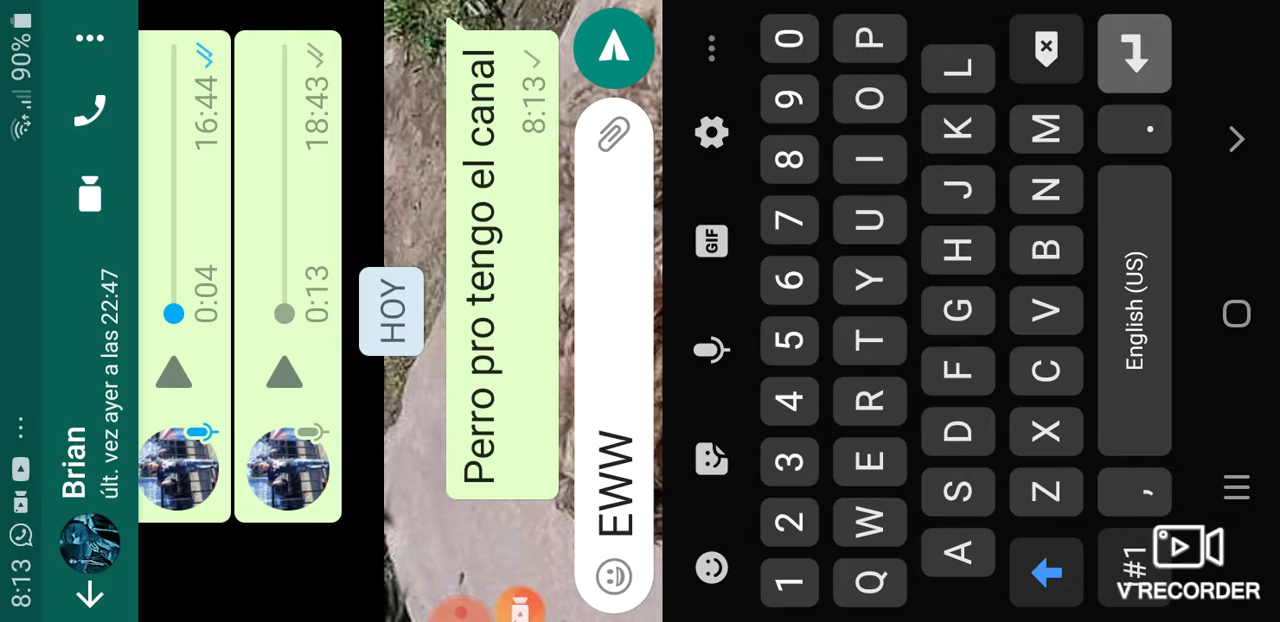 8:13
90%
Brian
últ. vez ayer a las 22:47
0:04 16:44
0:13 18:43
HOY
Perro pro tengo el canal
8:13
EWW
GIF
1 2 3 4 5 6 7 8 9 0
Q W E R T Y U I O P
A S D F G H J K L
Z X C V B N M
!#1 , English (US) .
V RECORDER